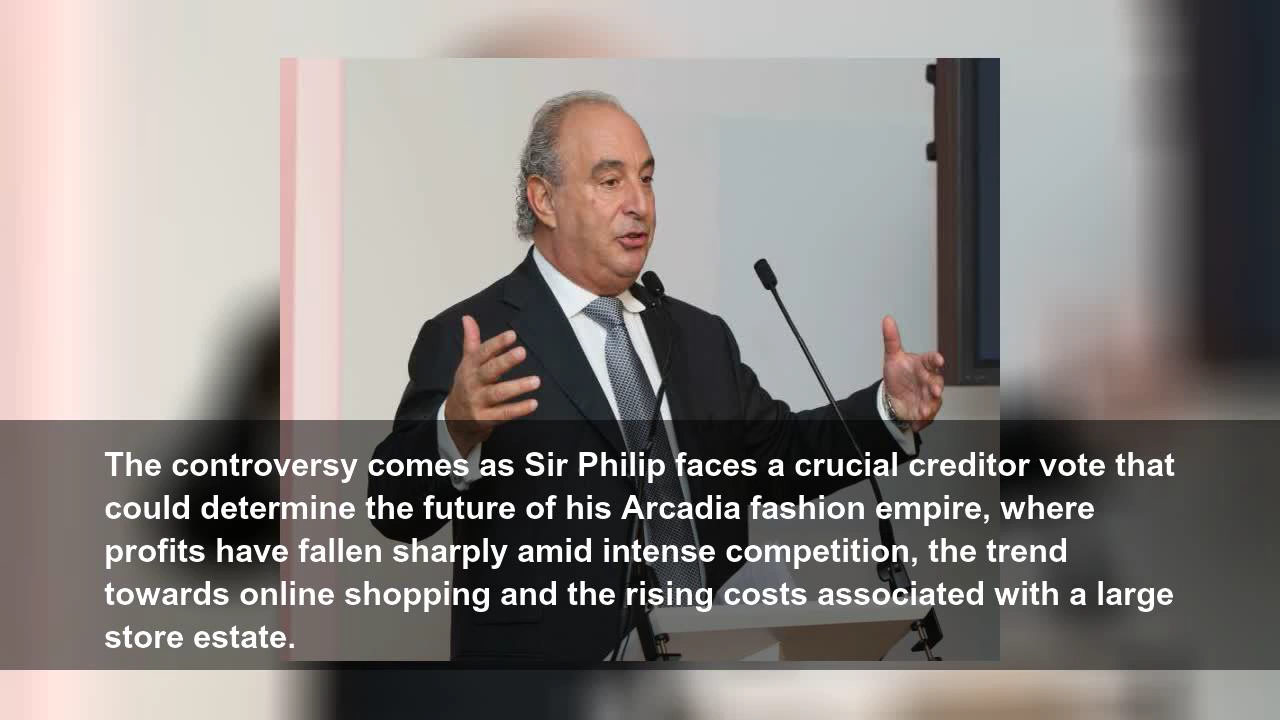 The controversy comes as Sir Philip faces a crucial creditor vote that
could determine the future of his Arcadia fashion empire, where
profits have fallen sharply amid intense competition, the trend
towards online shopping and the rising costs associated with a large
store estate.